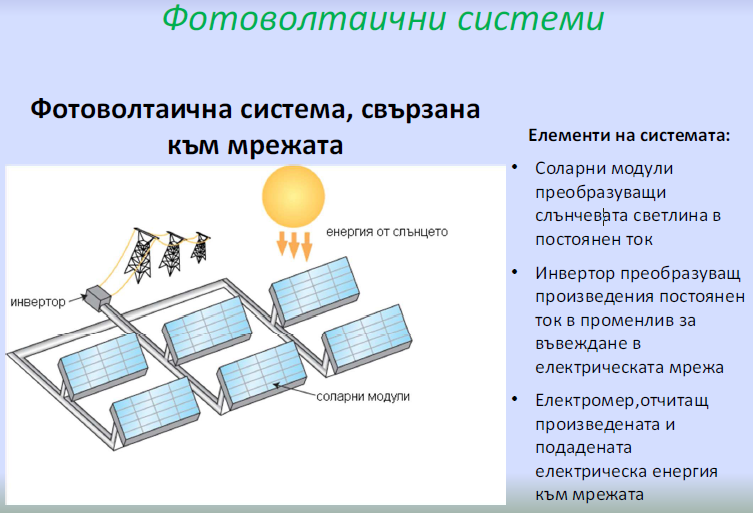 Фотоволтаични системи
Фотоволтаична система, свързана
към мрежата
енергия от слънцето
инвертор
соларни модули
Елементи на системата:
• Соларни модули
преобразуващи
слънчевата светлина в
постоянен ток
• Инвертор преобразуващ
произведения постоянен
ток в променлив за
въвеждане в
електрическата мрежа
• Електромер,отчитащ
произведената и
подадената
електрическа енергия
към мрежата